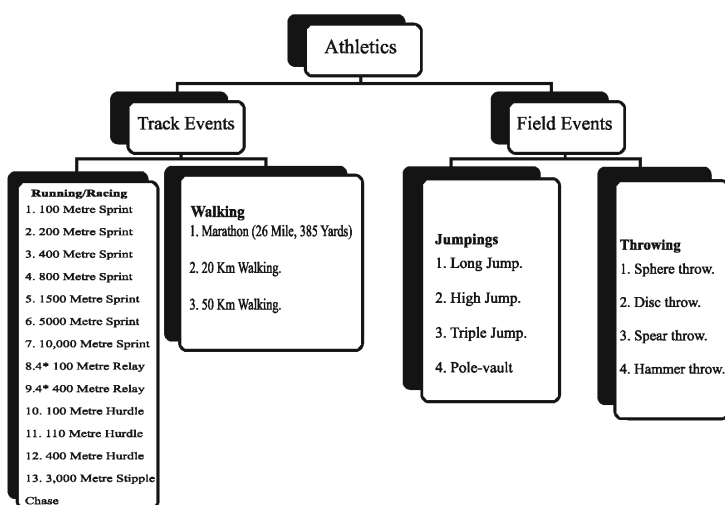 Athletics
Track Events
Field Events
Running/Racing
1. 100 Metre Sprint
2. 200 Metre Sprint
3. 400 Metre Sprint
4. 800 Metre Sprint
5. 1500 Metre Sprint
6. 5000 Metre Sprint
7. 10,000 Metre Sprint
8.4* 100 Metre Relay
9.4* 400 Metre Relay
10. 100 Metre Hurdle
11. 110 Metre Hurdle
12. 400 Metre Hurdle
13. 3,000 Metre Stipple
Chase
Walking
1. Marathon (26 Mile, 385 Yards)
2. 20 Km Walking.
3. 50 Km Walking.
Jumpings
1. Long Jump.
2. High Jump.
3. Triple Jump.
4. Pole-vault
Throwing
1. Sphere throw.
2. Disc throw.
3. Spear throw.
4. Hammer throw.